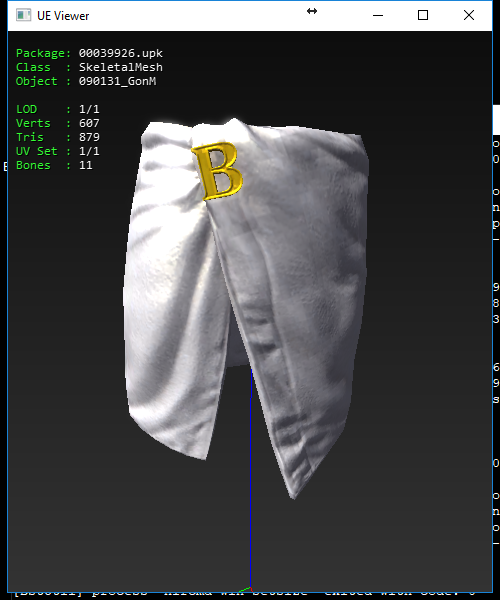 UE Viewer
Package: 00039926.upk
Class : SkeletalMesh
Object : 090131_GonM
LOD : 1/1
Verts : 607
Tris : 879
UV Set : 1/1
Bones : 11
B